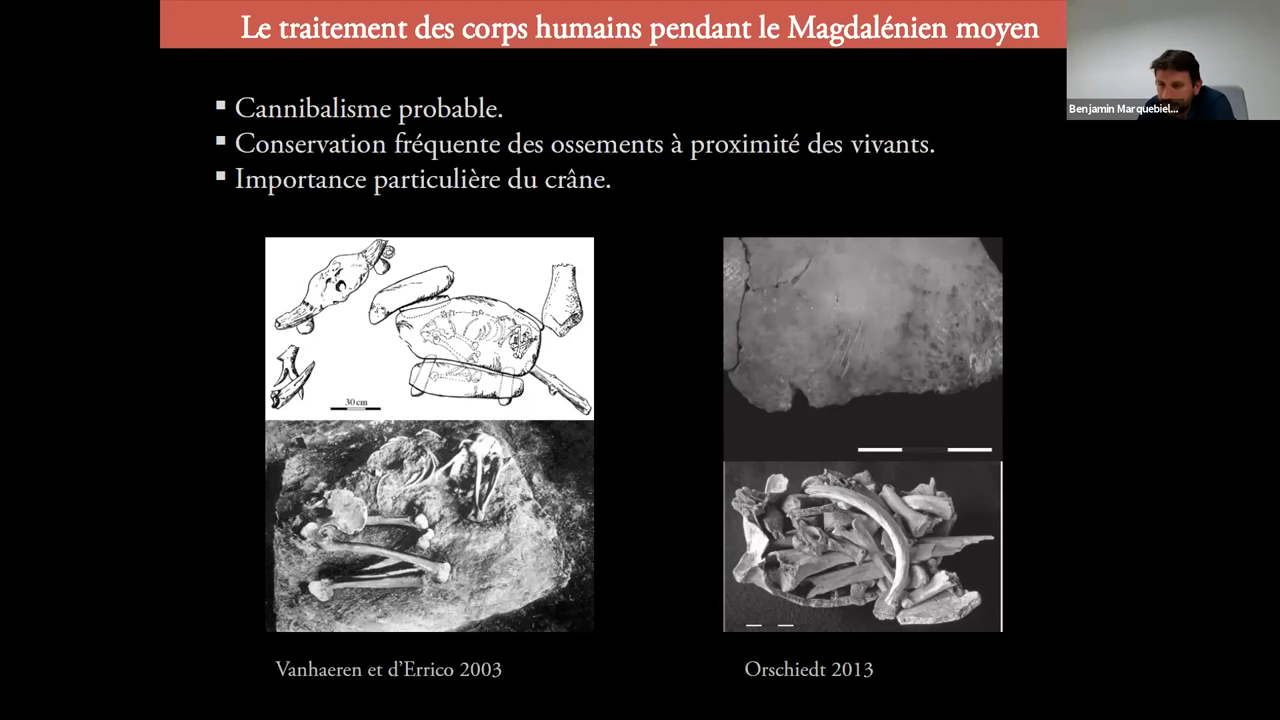 Le traitement des corps humains pendant le Magdalénien moyen
Benjamin Marquebiel...
▪ Cannibalisme probable.
▪ Conservation fréquente des ossements à proximité des vivants.
▪ Importance particulière du crâne.
30 cm
Vanhaeren et d’Errico 2003
Orschiedt 2013